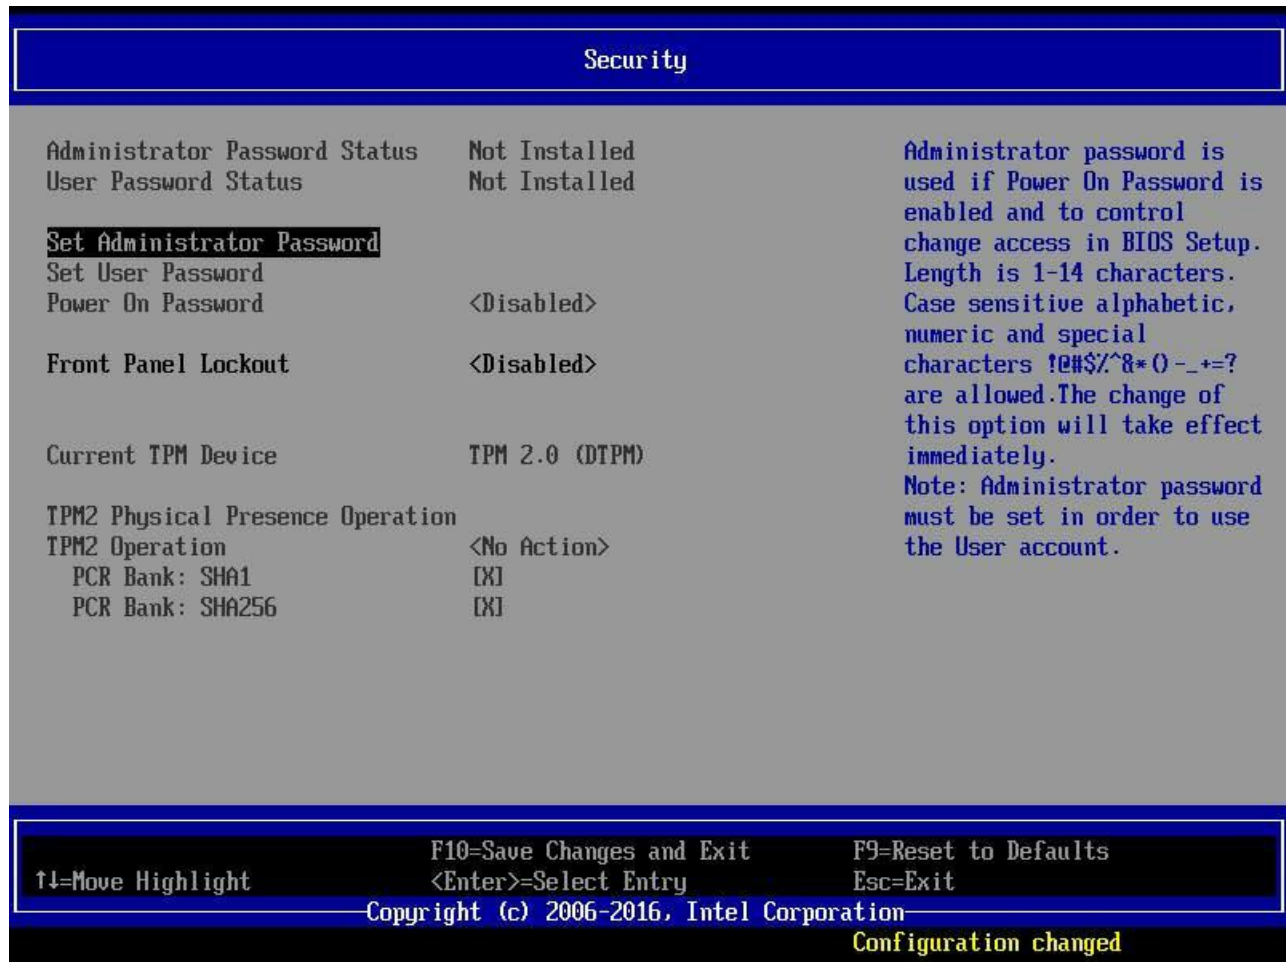 Security
Administrator Password Status Not Installed
User Password Status Not Installed
Set Administrator Password
Set User Password
Power On Password <Disabled>
Front Panel Lockout <Disabled>
Current TPM Device TPM 2.0 (DTPM)
TPM2 Physical Presence Operation
TPM2 Operation <No Action>
PCR Bank: SHA1 [X]
PCR Bank: SHA256 [X]
Administrator password is
used if Power On Password is
enabled and to control
change access in BIOS Setup.
Length is 1-14 characters.
Case sensitive alphabetic,
numeric and special
characters !@#$%^&*()-_+=?
are allowed.The change of
this option will take effect
immediately.
Note: Administrator password
must be set in order to use
the User account.
F10=Save Changes and Exit F9=Reset to Defaults
↑↓=Move Highlight <Enter>=Select Entry Esc=Exit
Copyright (c) 2006-2016, Intel Corporation
Configuration changed